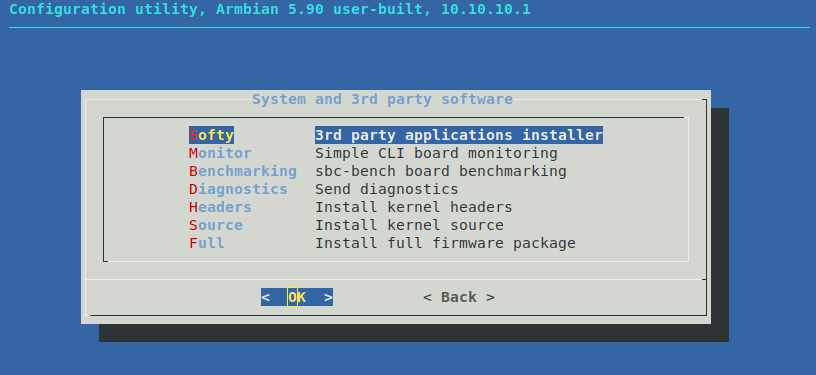 Configuration utility, Armbian 5.90 user-built, 10.10.10.1
System and 3rd party software
Softy 3rd party applications installer
Monitor Simple CLI board monitoring
Benchmarking sbc-bench board benchmarking
Diagnostics Send diagnostics
Headers Install kernel headers
Source Install kernel source
Full Install full firmware package
< OK > < Back >